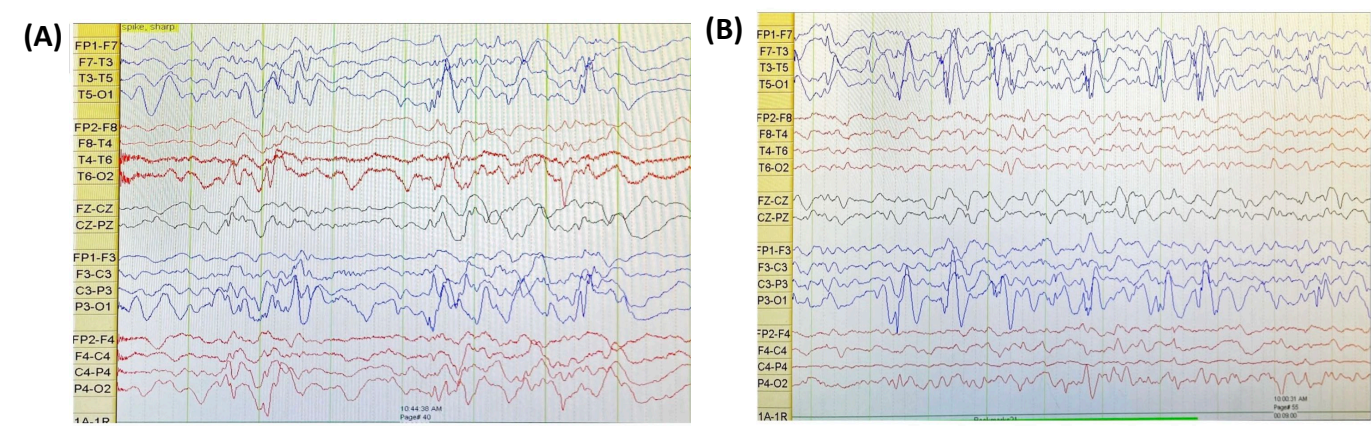 (A)
spike, sharp
FP1-F7
F7-T3
T3-T5
T5-O1
FP2-F8
F8-T4
T4-T6
T6-O2
FZ-CZ
CZ-PZ
FP1-F3
F3-C3
C3-P3
P3-O1
FP2-F4
F4-C4
C4-P4
P4-O2
10:44:38 AM
Page# 40
1A-1R
(B)
FP1-F7
F7-T3
T3-T5
T5-O1
FP2-F8
F8-T4
T4-T6
T6-O2
FZ-CZ
CZ-PZ
FP1-F3
F3-C3
C3-P3
P3-O1
FP2-F4
F4-C4
C4-P4
P4-O2
10:00:31 AM
Page# 55
00:09:00
1A-1R